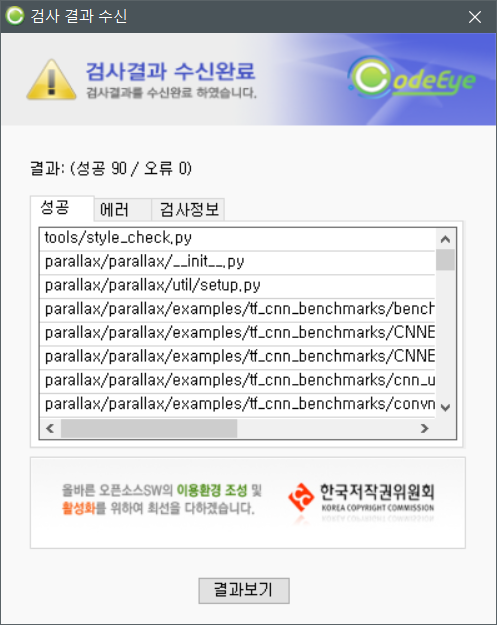 검사 결과 수신
검사결과 수신완료
검사결과를 수신완료 하였습니다.
CodeEye
결과: (성공 90 / 오류 0)
성공
에러
검사정보
tools/style_check.py
parallax/parallax/__init__.py
parallax/parallax/util/setup.py
parallax/parallax/examples/tf_cnn_benchmarks/bench
parallax/parallax/examples/tf_cnn_benchmarks/CNNE
parallax/parallax/examples/tf_cnn_benchmarks/CNNE
parallax/parallax/examples/tf_cnn_benchmarks/cnn_u
parallax/parallax/examples/tf_cnn_benchmarks/convn
올바른 오픈소스SW의 이용환경 조성 및
활성화를 위하여 최선을 다하겠습니다.
한국저작권위원회
KOREA COPYRIGHT COMMISSION
결과보기